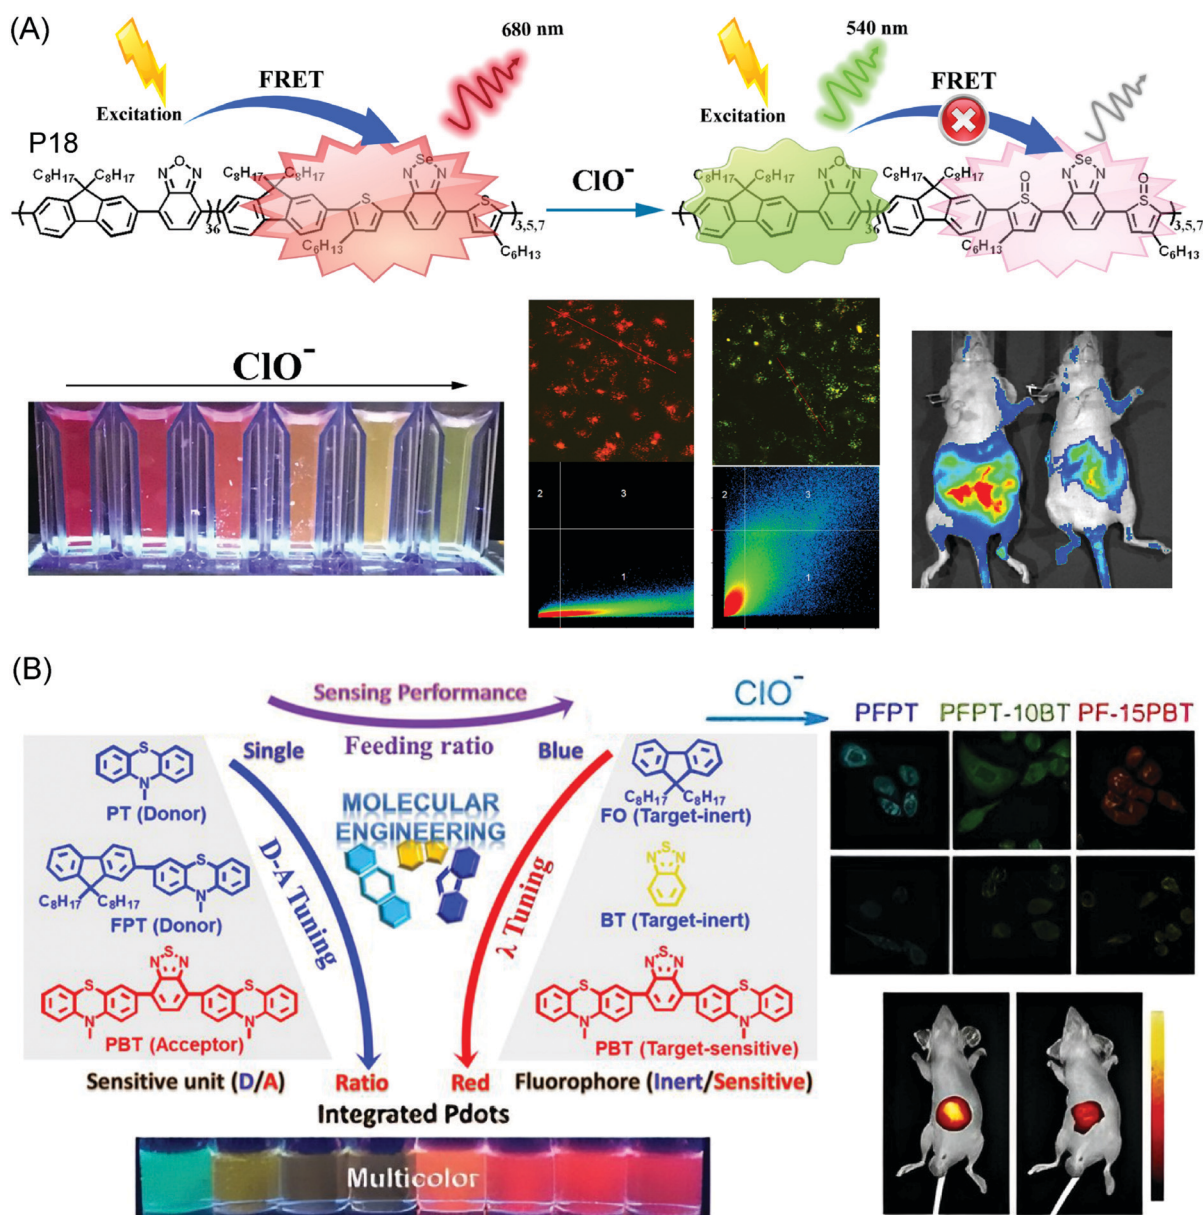 (A)
680 nm
540 nm
FRET
FRET
Excitation
Excitation
P18
C8H17
C8H17
N
O
N
C8H17
C8H17
S
N
Se
N
S
36
C6H13
C6H13
3,5,7
ClO-
C8H17
C8H17
N
O
N
C8H17
C8H17
O
S
N
Se
N
O
S
36
C6H13
C6H13
3,5,7
ClO-
2
3
1
2
3
1
(B)
Sensing Performance
Feeding ratio
Single
Blue
ClO-
PFPT
PFPT-10BT
PF-15PBT
S
N
PT (Donor)
C8H17
C8H17
FO (Target-inert)
MOLECULAR
ENGINEERING
D-A Tuning
λ Tuning
S
N
C8H17
C8H17
FPT (Donor)
N
S
N
BT (Target-inert)
S
N
N
S
N
S
N
PBT (Acceptor)
S
N
N
S
N
S
N
PBT (Target-sensitive)
Sensitive unit (D/A)
Ratio
Red
Fluorophore (Inert/Sensitive)
Integrated Pdots
Multicolor